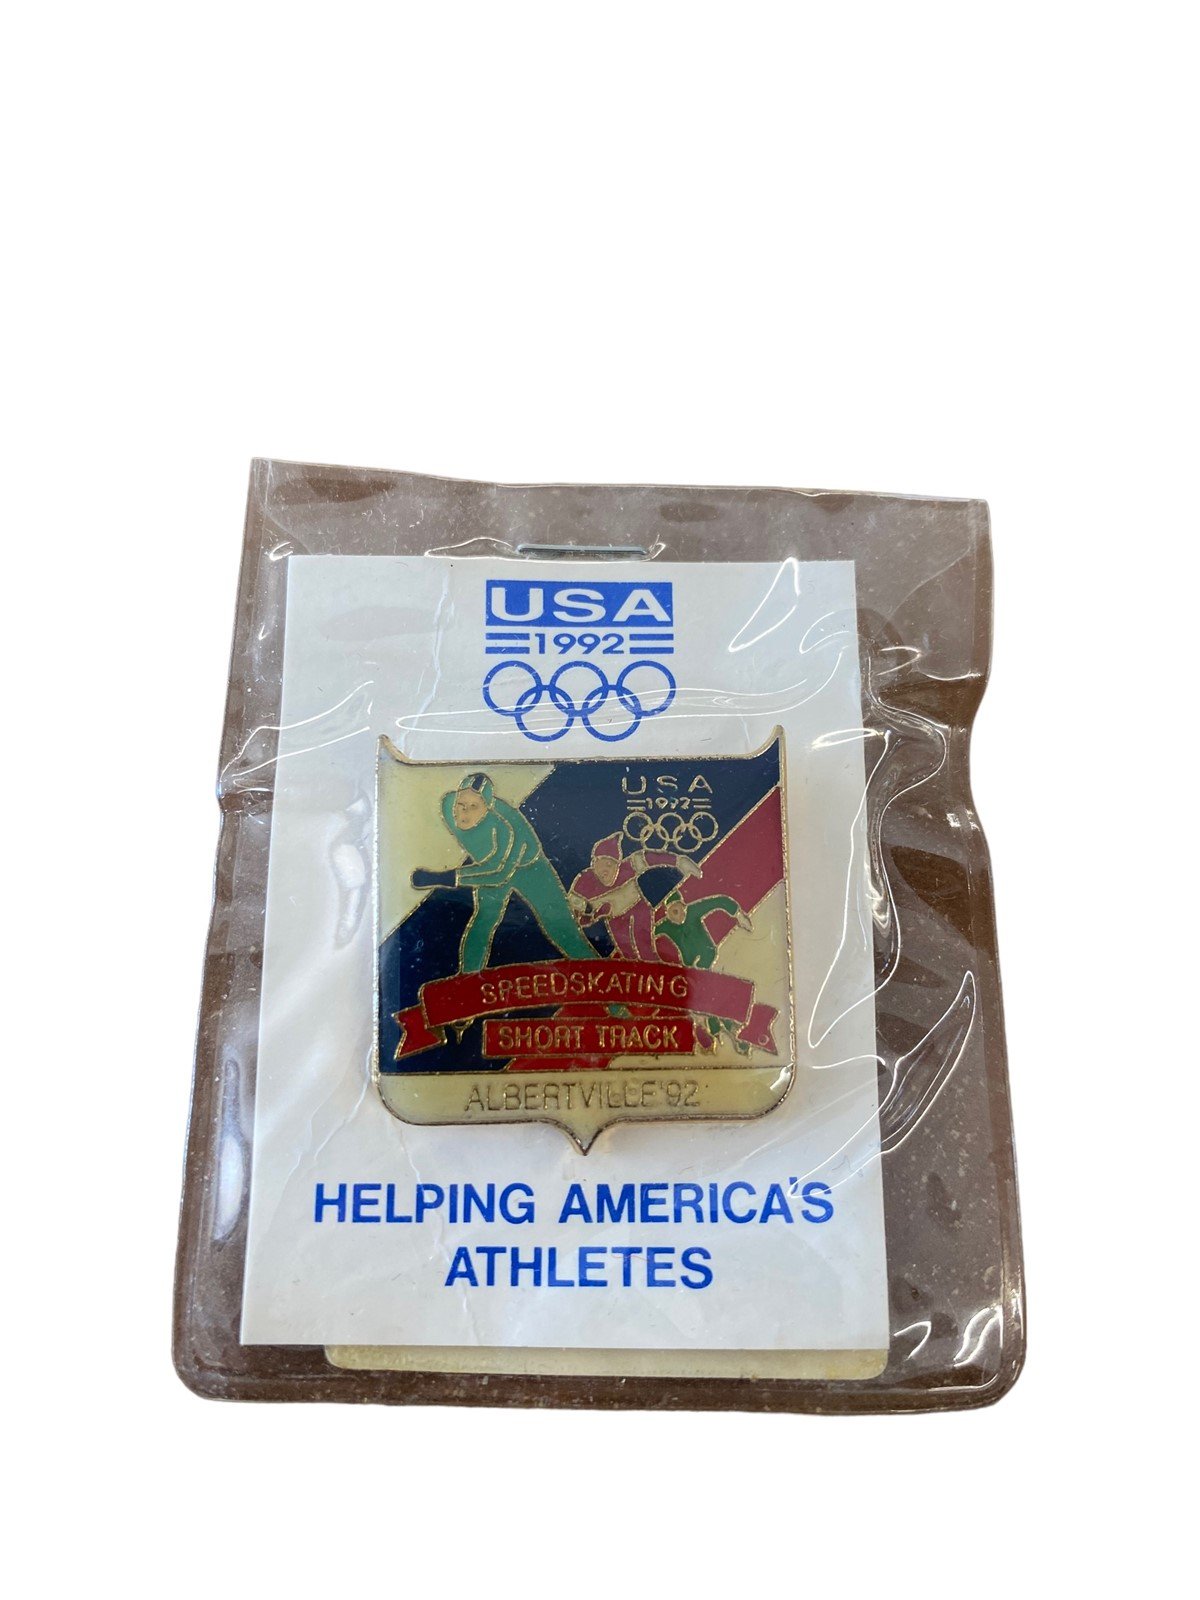 USA
1992
USA
1992
SPEEDSKATING
SHORT TRACK
ALBERTVILLE '92
HELPING AMERICA'S
ATHLETES